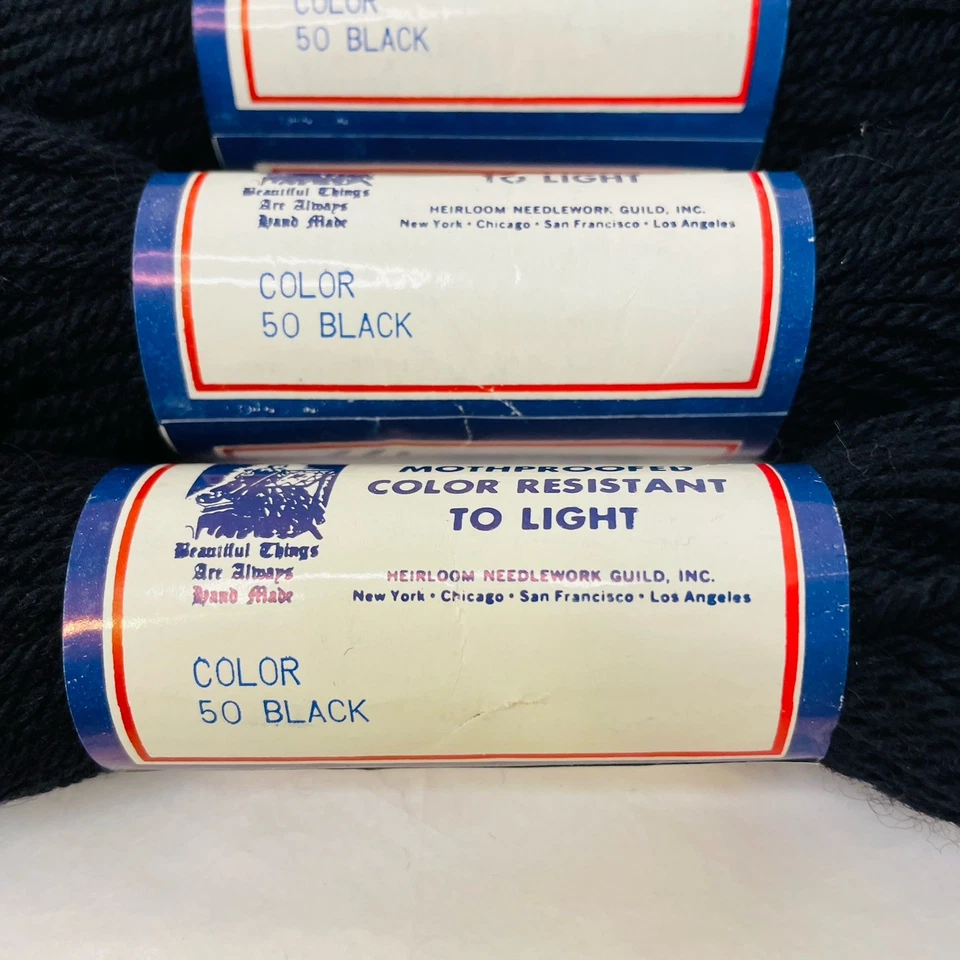 COLOR
50 BLACK
Beautiful Things
Are Always
Hand Made
TO LIGHT
HEIRLOOM NEEDLEWORK GUILD, INC.
New York • Chicago • San Francisco • Los Angeles
COLOR
50 BLACK
Beautiful Things
Are Always
Hand Made
MOTHPROOFED
COLOR RESISTANT
TO LIGHT
HEIRLOOM NEEDLEWORK GUILD, INC.
New York • Chicago • San Francisco • Los Angeles
COLOR
50 BLACK